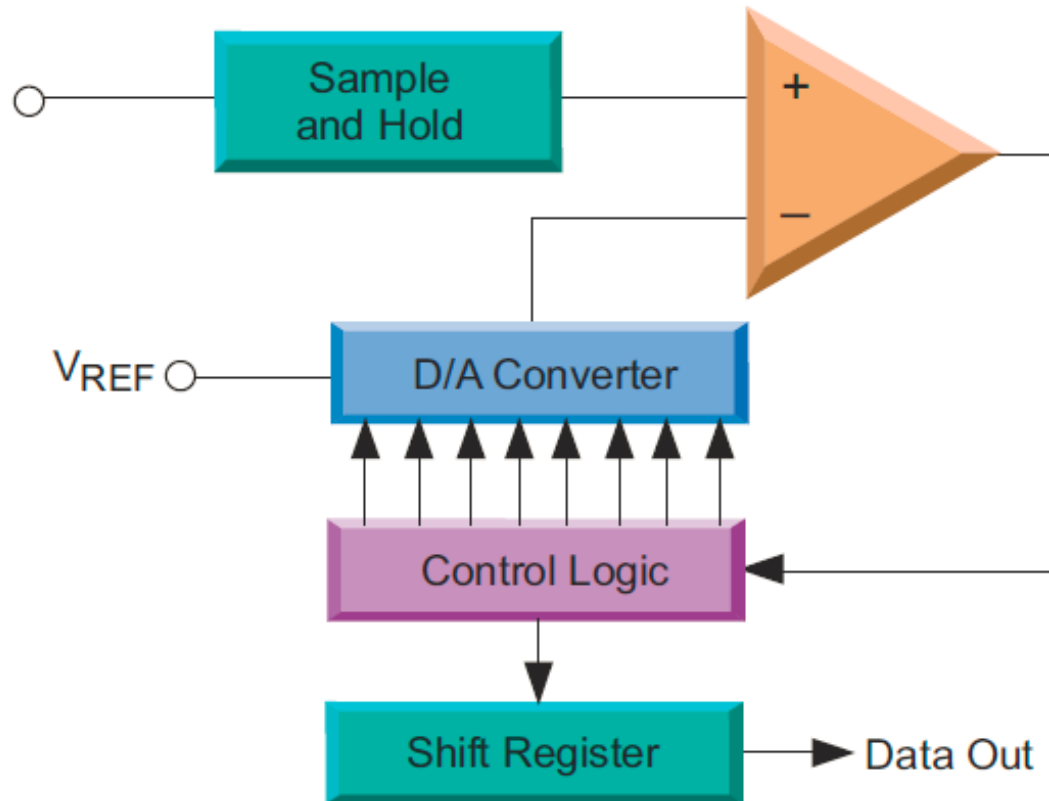 Sample
and Hold
+
–
VREF
D/A Converter
Control Logic
Shift Register
Data Out